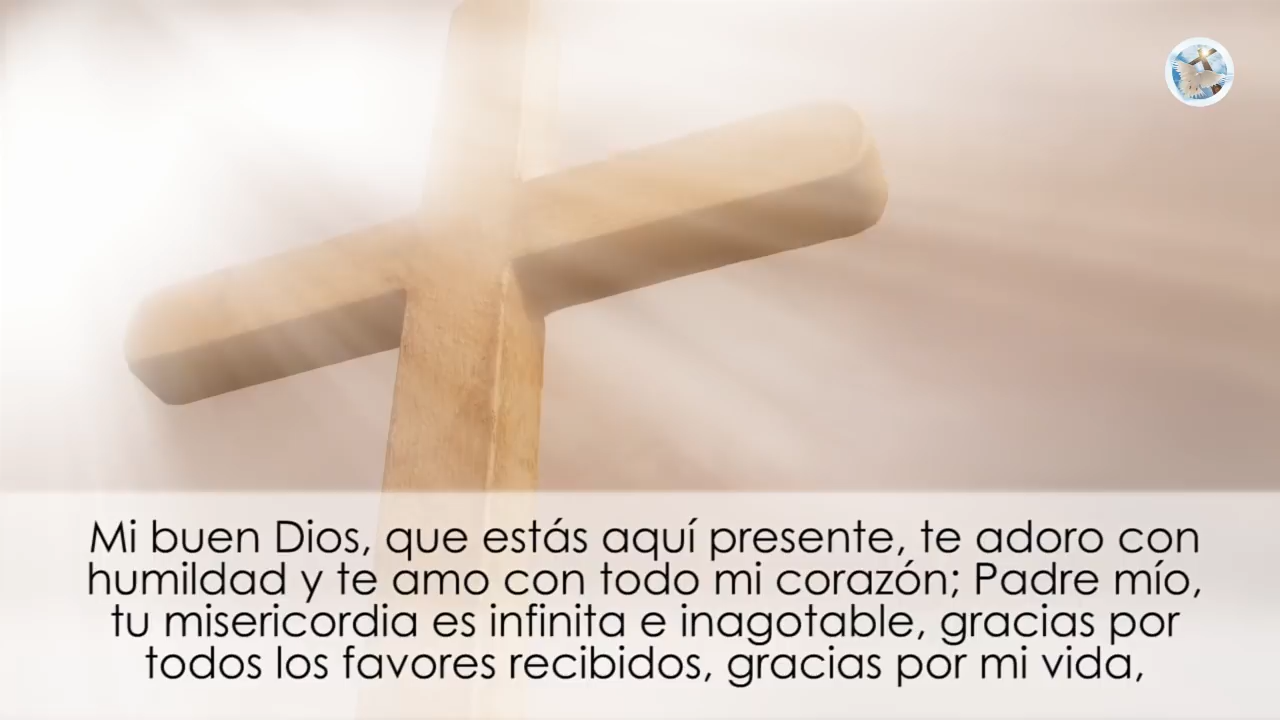 Mi buen Dios, que estás aquí presente, te adoro con
humildad y te amo con todo mi corazón; Padre mío,
tu misericordia es infinita e inagotable, gracias por
todos los favores recibidos, gracias por mi vida,